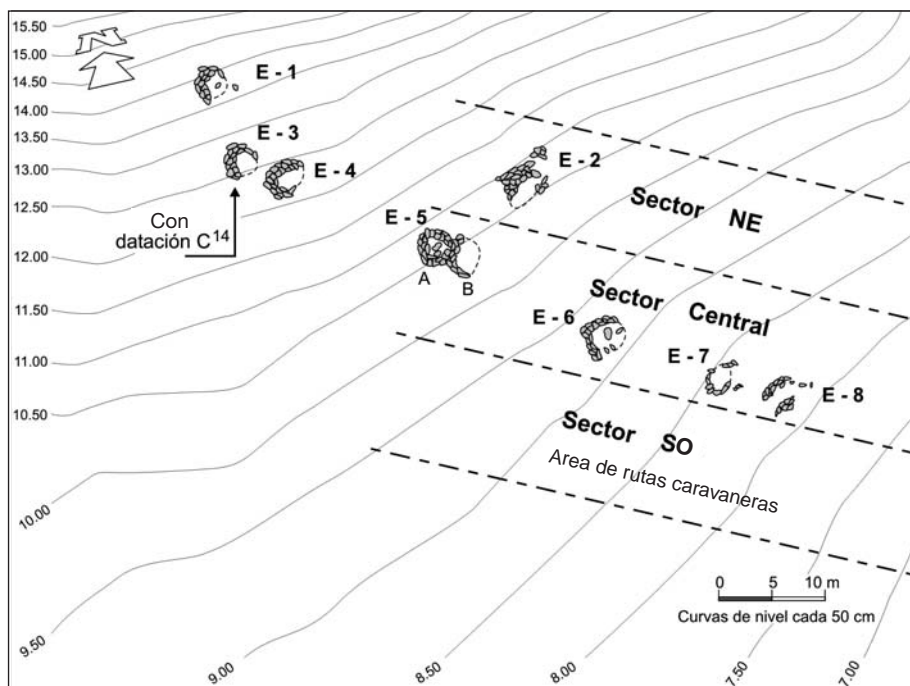 15.50
15.00
14.50
14.00
13.50
13.00
12.50
12.00
11.50
11.00
10.50
10.00
9.50
9.00
8.50
8.00
7.50
7.00
N
E - 1
E - 3
E - 4
E - 2
Con
datación C14
E - 5
A
B
Sector NE
Sector Central
E - 6
E - 7
E - 8
Sector SO
Area de rutas caravaneras
0 5 10 m
Curvas de nivel cada 50 cm